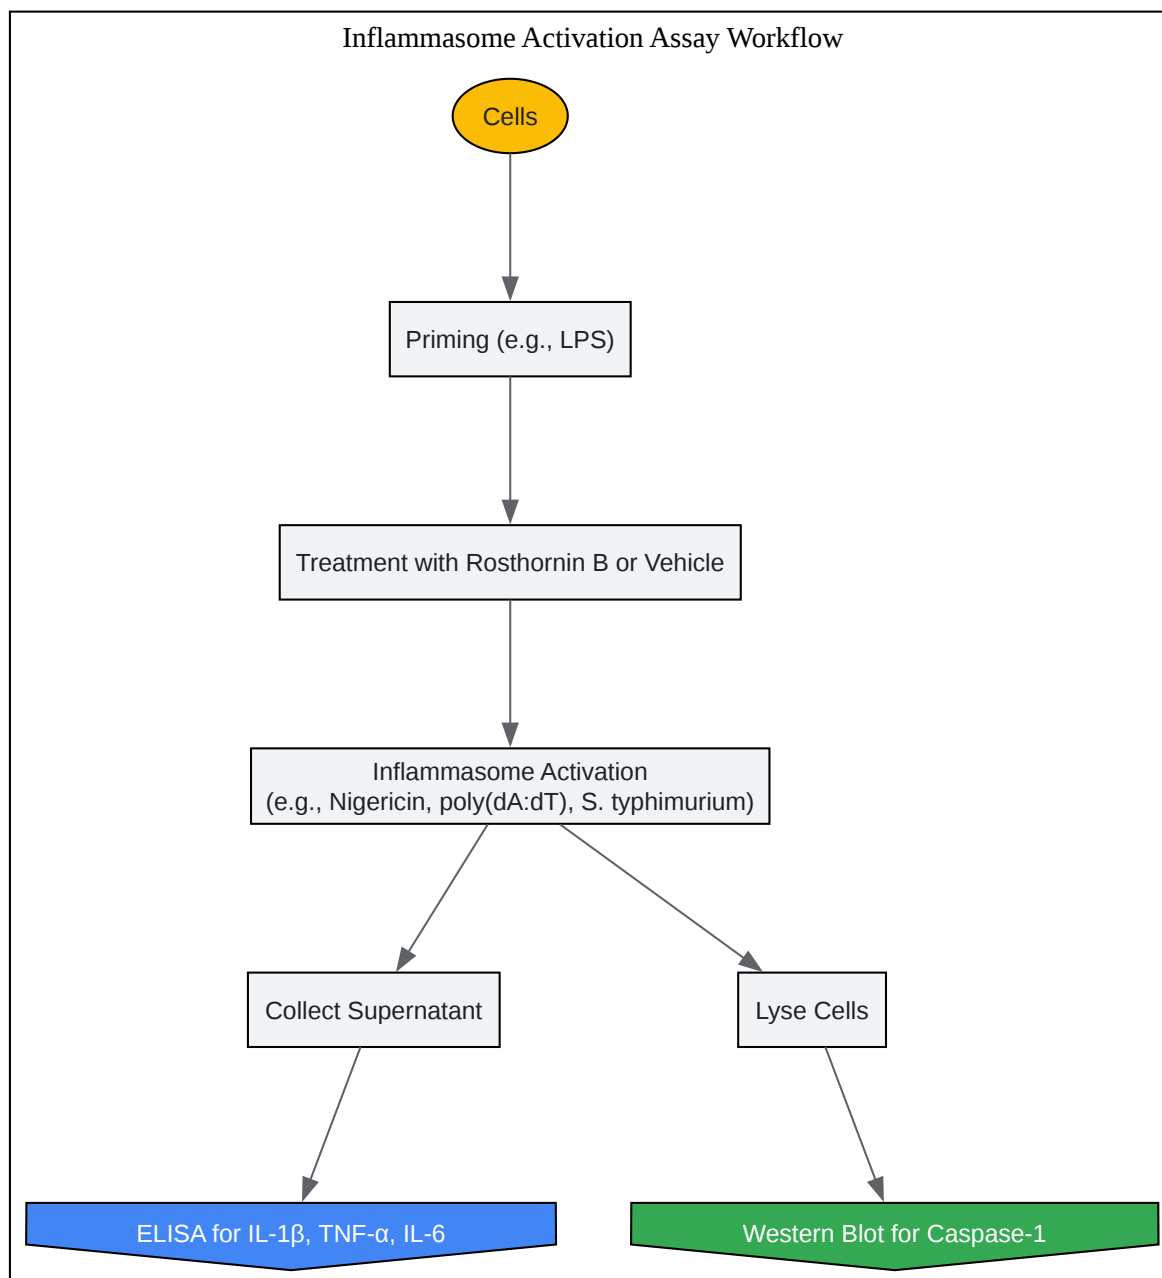 Inflammasome Activation Assay Workflow
Cells
Priming (e.g., LPS)
Treatment with Rosthornin B or Vehicle
Inflammasome Activation
(e.g., Nigericin, poly(dA:dT), S. typhimurium)
Collect Supernatant
Lyse Cells
ELISA for IL-1β, TNF-α, IL-6
Western Blot for Caspase-1